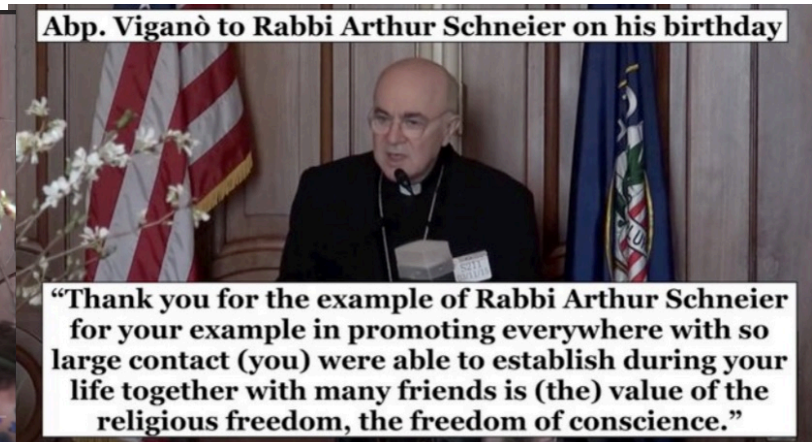 Abp. Viganò to Rabbi Arthur Schneier on his birthday
“Thank you for the example of Rabbi Arthur Schneier
for your example in promoting everywhere with so
large contact (you) were able to establish during your
life together with many friends is (the) value of the
religious freedom, the freedom of conscience.”